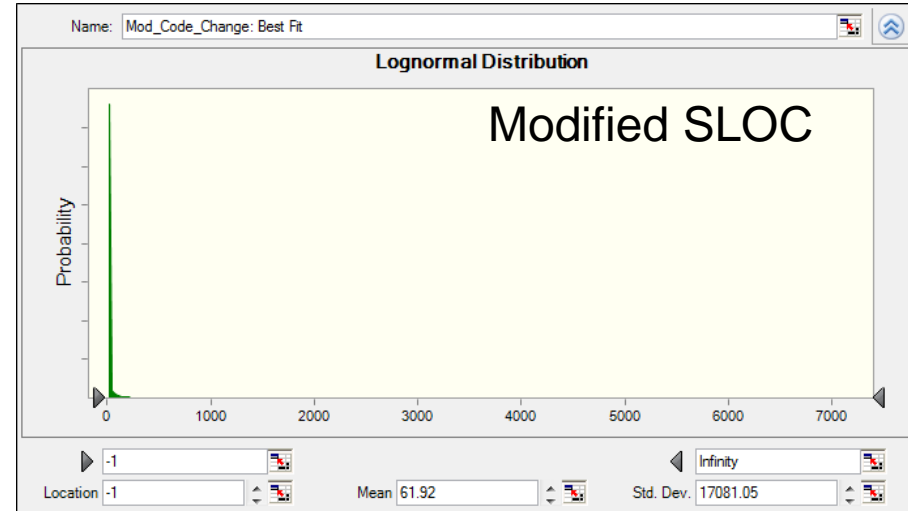 Name: Mod_Code_Change: Best Fit
Lognormal Distribution
Modified SLOC
Probability
0 1000 2000 3000 4000 5000 6000 7000
-1 Infinity
Location -1 Mean 61.92 Std. Dev. 17081.05